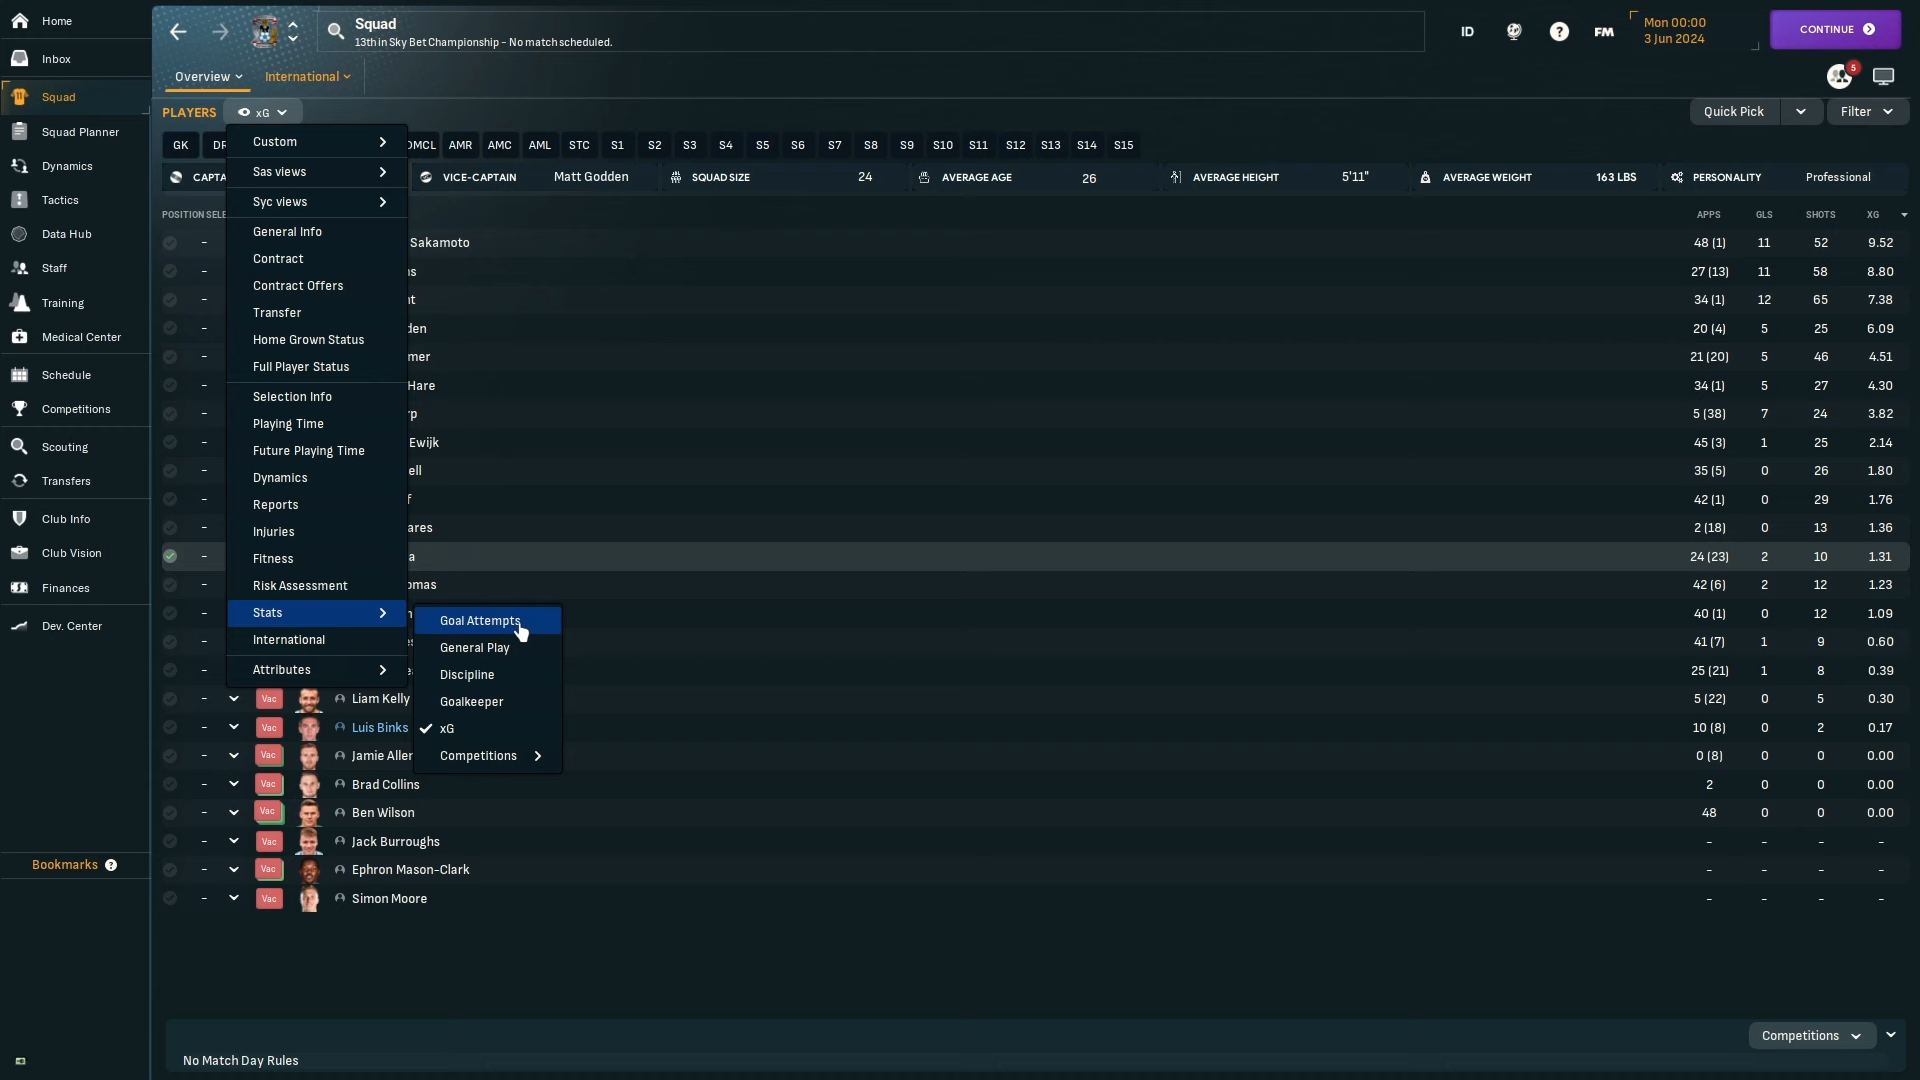 Home
Inbox
Squad
Squad Planner
Dynamics
Tactics
Data Hub
Staff
Training
Medical Center
Schedule
Competitions
Scouting
Transfers
Club Info
Club Vision
Finances
Dev. Center
Bookmarks ?
Squad
13th in Sky Bet Championship - No match scheduled.
ID ? FM
Mon 00:00
3 Jun 2024
CONTINUE
Overview International
5
PLAYERS xG
Quick Pick Filter
GK DR DMCL AMR AMC AML STC S1 S2 S3 S4 S5 S6 S7 S8 S9 S10 S11 S12 S13 S14 S15
CAPTA VICE-CAPTAIN Matt Godden SQUAD SIZE 24 AVERAGE AGE 26 AVERAGE HEIGHT 5'11" AVERAGE WEIGHT 163 LBS PERSONALITY Professional
POSITION SELE APPS GLS SHOTS XG
- Sakamoto 48 (1) 11 52 9.52
- ns 27 (13) 11 58 8.80
- nt 34 (1) 12 65 7.38
- den 20 (4) 5 25 6.09
- mer 21 (20) 5 46 4.51
- Hare 34 (1) 5 27 4.30
- rp 5 (38) 7 24 3.82
- Ewijk 45 (3) 1 25 2.14
- ell 35 (5) 0 26 1.80
- f 42 (1) 0 29 1.76
- ares 2 (18) 0 13 1.36
- a 24 (23) 2 10 1.31
- omas 42 (6) 2 12 1.23
- n 40 (1) 0 12 1.09
- es 41 (7) 1 9 0.60
- ea 25 (21) 1 8 0.39
- Vac Liam Kelly 5 (22) 0 5 0.30
- Vac Luis Binks 10 (8) 0 2 0.17
- Vac Jamie Allen 0 (8) 0 0 0.00
- Vac Brad Collins 2 0 0 0.00
- Vac Ben Wilson 48 0 0 0.00
- Vac Jack Burroughs - - - -
- Vac Ephron Mason-Clark - - - -
- Vac Simon Moore - - - -
Custom
Sas views
Syc views
General Info
Contract
Contract Offers
Transfer
Home Grown Status
Full Player Status
Selection Info
Playing Time
Future Playing Time
Dynamics
Reports
Injuries
Fitness
Risk Assessment
Stats
International
Attributes
Goal Attempts
General Play
Discipline
Goalkeeper
xG
Competitions
Competitions
No Match Day Rules